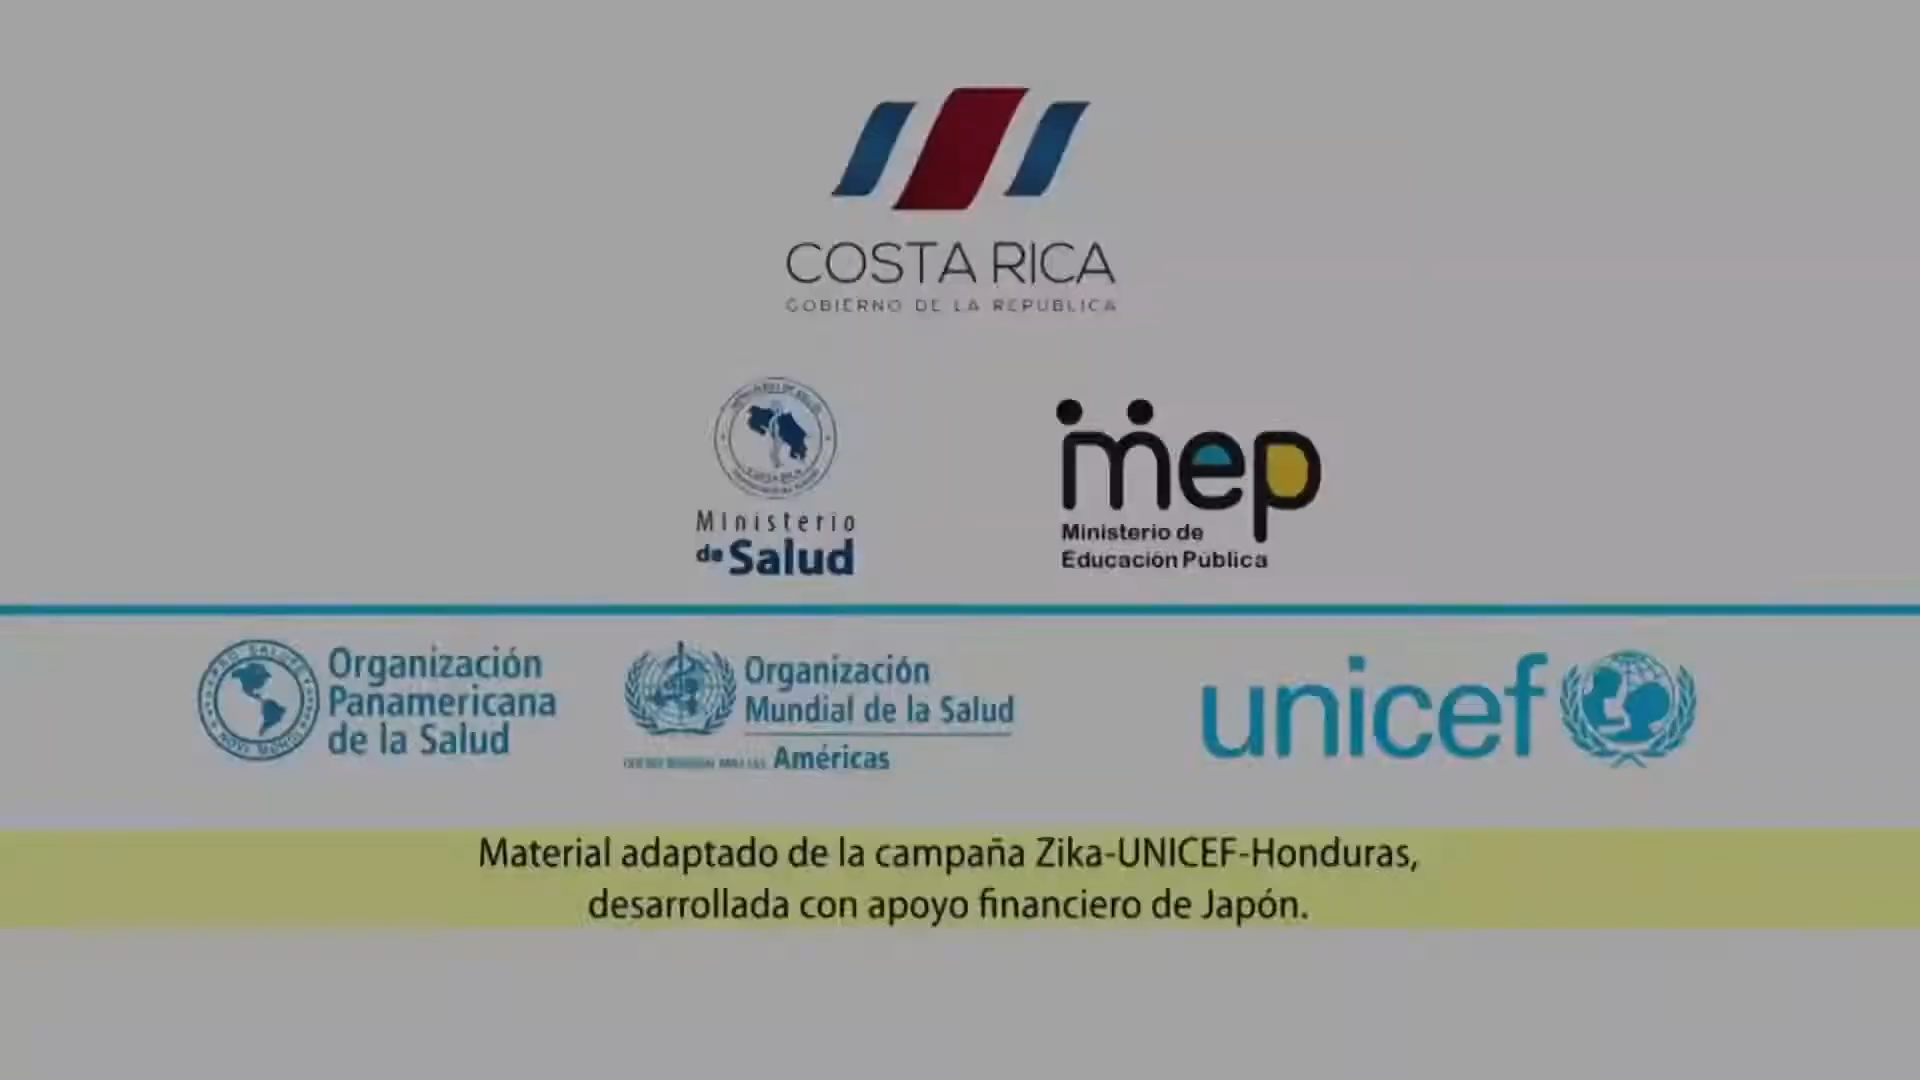 COSTA RICA
GOBIERNO DE LA REPUBLICA
Ministerio
de Salud
mep
Ministerio de
Educación Pública
Organización
Panamericana
de la Salud
Organización
Mundial de la Salud
Américas
unicef
Material adaptado de la campaña Zika-UNICEF-Honduras,
desarrollada con apoyo financiero de Japón.